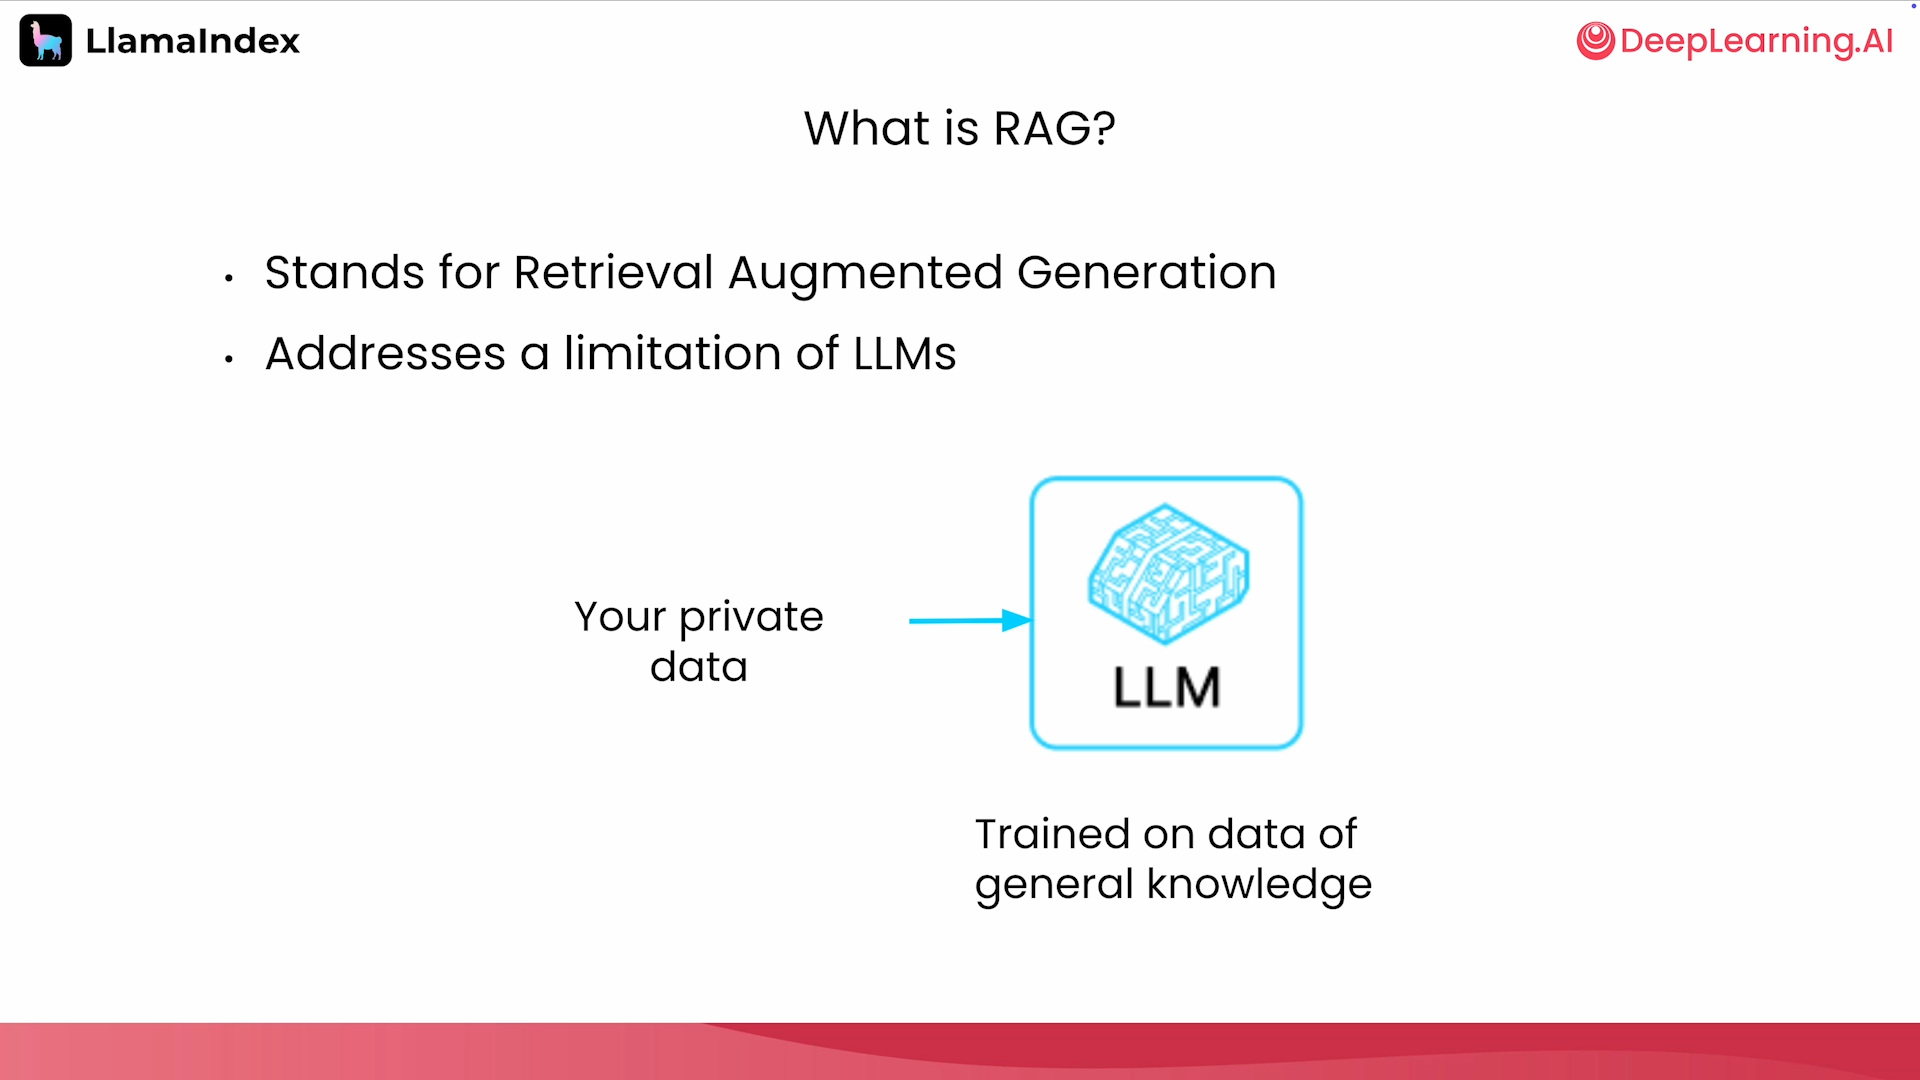 LlamaIndex
DeepLearning.AI
What is RAG?
• Stands for Retrieval Augmented Generation
• Addresses a limitation of LLMs
Your private
data
LLM
Trained on data of
general knowledge